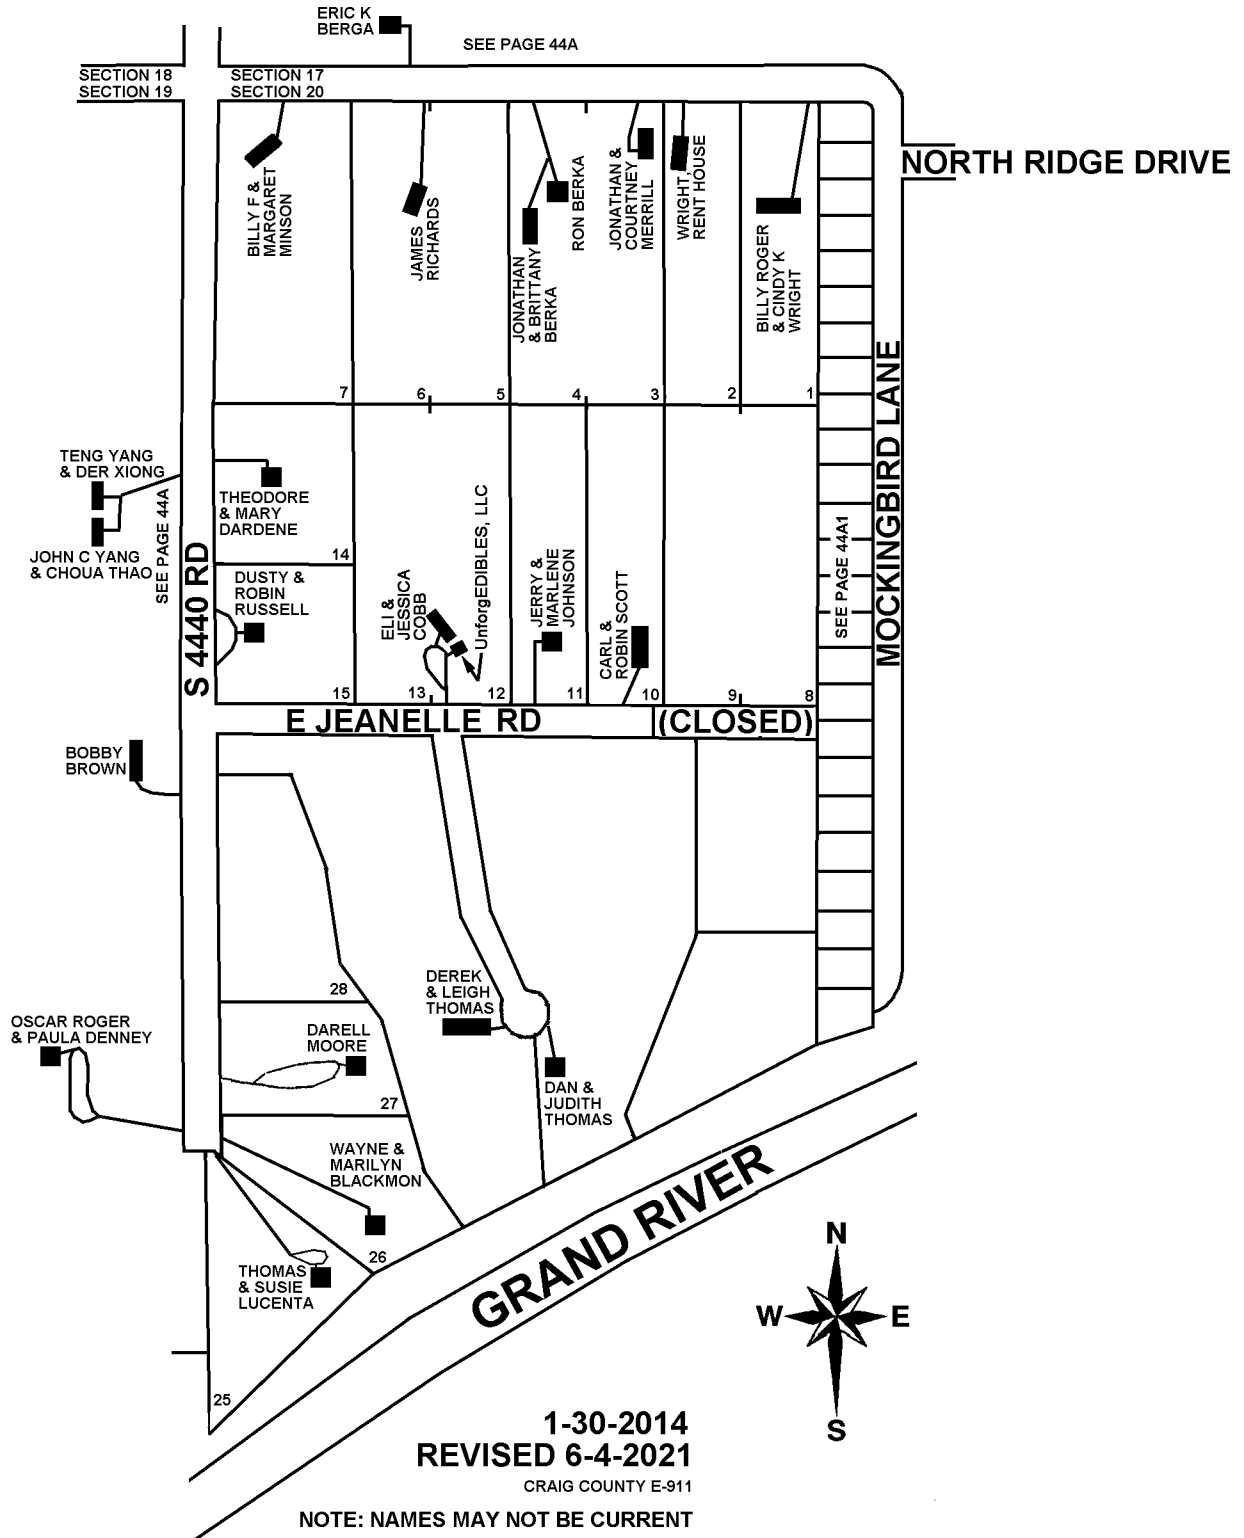 ERIC K
BERGA
SEE PAGE 44A
SECTION 18
SECTION 19
SECTION 17
SECTION 20
NORTH RIDGE DRIVE
BILLY F &
MARGARET
MINSON
JAMES
RICHARDS
JONATHAN
& BRITTANY
BERKA
RON BERKA
JONATHAN &
COURTNEY
MERRILL
WRIGHT,
RENT HOUSE
BILLY ROGER
& CINDY K
WRIGHT
7
6
5
4
3
2
1
MOCKINGBIRD LANE
TENG YANG
& DER XIONG
JOHN C YANG
& CHOUA THAO
SEE PAGE 44A
S 4440 RD
THEODORE
& MARY
DARDENE
14
DUSTY &
ROBIN
RUSSELL
ELI &
JESSICA
COBB
UnforgEDIBLES, LLC
JERRY &
MARLENE
JOHNSON
CARL &
ROBIN SCOTT
SEE PAGE 44A1
15
13
12
11
10
9
8
E JEANELLE RD
(CLOSED)
BOBBY
BROWN
28
DEREK
& LEIGH
THOMAS
OSCAR ROGER
& PAULA DENNEY
DARELL
MOORE
DAN &
JUDITH
THOMAS
27
WAYNE &
MARILYN
BLACKMON
26
THOMAS
& SUSIE
LUCENTA
25
GRAND RIVER
N
W
E
S
1-30-2014
REVISED 6-4-2021
CRAIG COUNTY E-911
NOTE: NAMES MAY NOT BE CURRENT